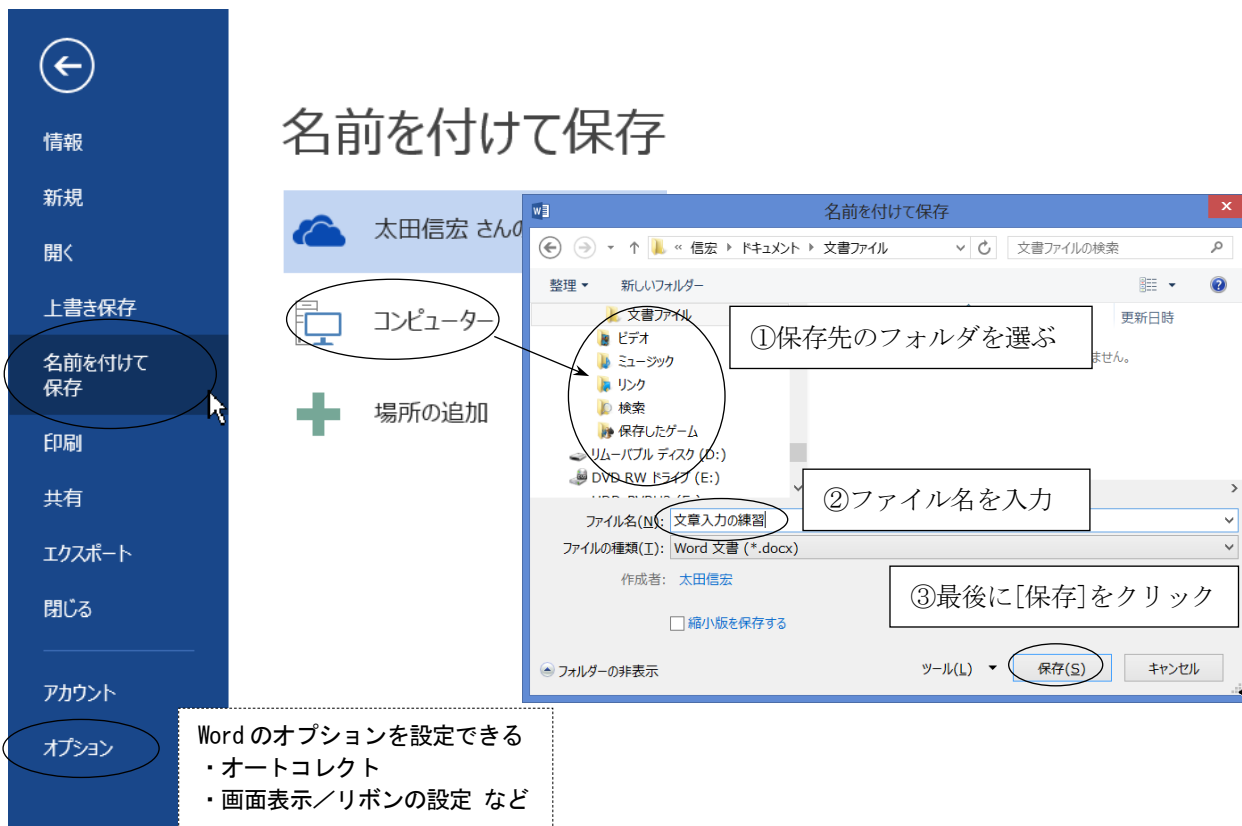 情報
新規
開く
上書き保存
名前を付けて
保存
印刷
共有
エクスポート
閉じる
アカウント
オプション
名前を付けて保存
太田信宏 さんの
コンピューター
場所の追加
名前を付けて保存
« 信宏 ▸ ドキュメント ▸ 文書ファイル
文書ファイルの検索
整理
新しいフォルダー
文書ファイル
ビデオ
ミュージック
リンク
検索
保存したゲーム
リムーバブル ディスク (D:)
DVD RW ドライブ (E:)
更新日時
ません。
①保存先のフォルダを選ぶ
②ファイル名を入力
ファイル名(N): 文章入力の練習
ファイルの種類(T): Word 文書 (*.docx)
作成者: 太田信宏
③最後に[保存]をクリック
縮小版を保存する
フォルダーの非表示
ツール(L)
保存(S)
キャンセル
Wordのオプションを設定できる
・オートコレクト
・画面表示／リボンの設定 など